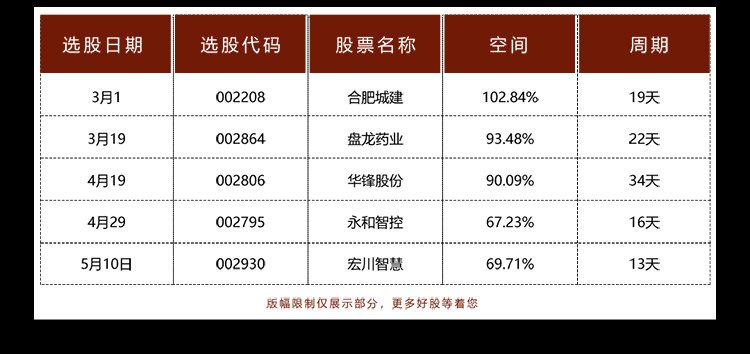 选股日期 选股代码 股票名称 空间 周期
3月1 002208 合肥城建 102.84% 19天
3月19 002864 盘龙药业 93.48% 22天
4月19 002806 华锋股份 90.09% 34天
4月29 002795 永和智控 67.23% 16天
5月10日 002930 宏川智慧 69.71% 13天
版幅限制仅展示部分，更多好股等着您